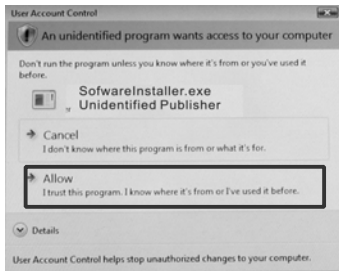 User Account Control
An unidentified program wants access to your computer
Don't run the program unless you know where it's from or you've used it
before.
SofwareInstaller.exe
Unidentified Publisher
Cancel
I don't know where this program is from or what it's for.
Allow
I trust this program. I know where it's from or I've used it before.
Details
User Account Control helps stop unauthorized changes to your computer.